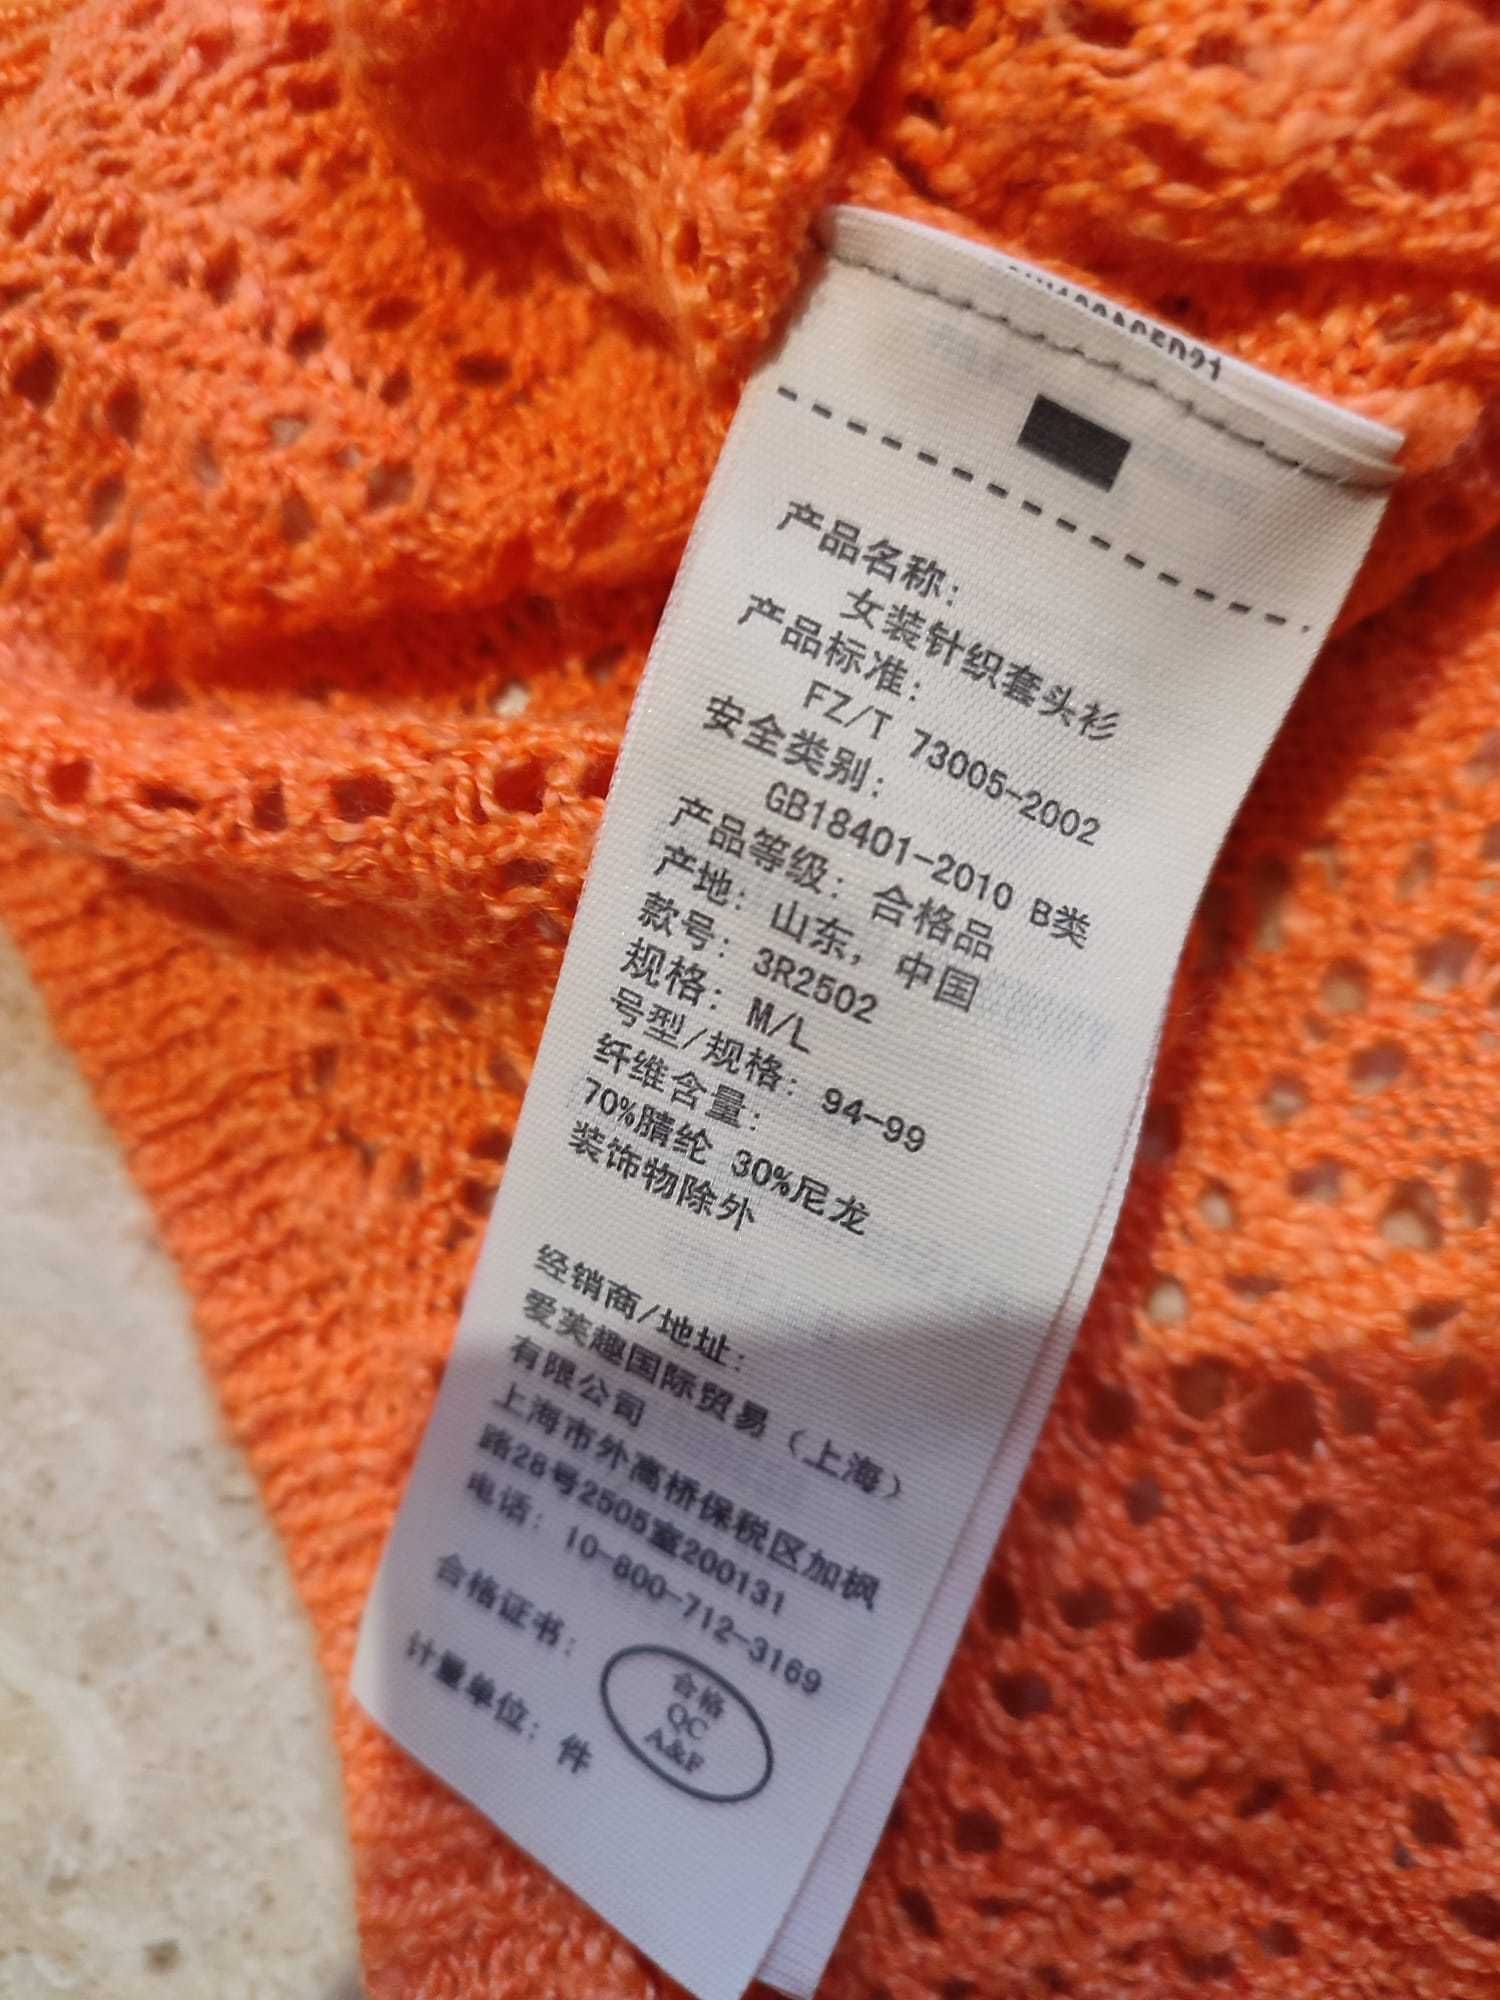 产品名称:
女装针织套头衫
产品标准:
FZ/T 73005-2002
安全类别:
GB18401-2010 B类
产品等级: 合格品
产地: 山东, 中国
款号: 3R2502
规格: M/L
号型/规格: 94-99
纤维含量:
70%腈纶 30%尼龙
装饰物除外
经销商/地址:
爱芙趣国际贸易（上海）
有限公司
上海市外高桥保税区加枫
路28号2505室200131
电话: 10-800-712-3169
合格证书:
合格
QC
A&F
计量单位: 件